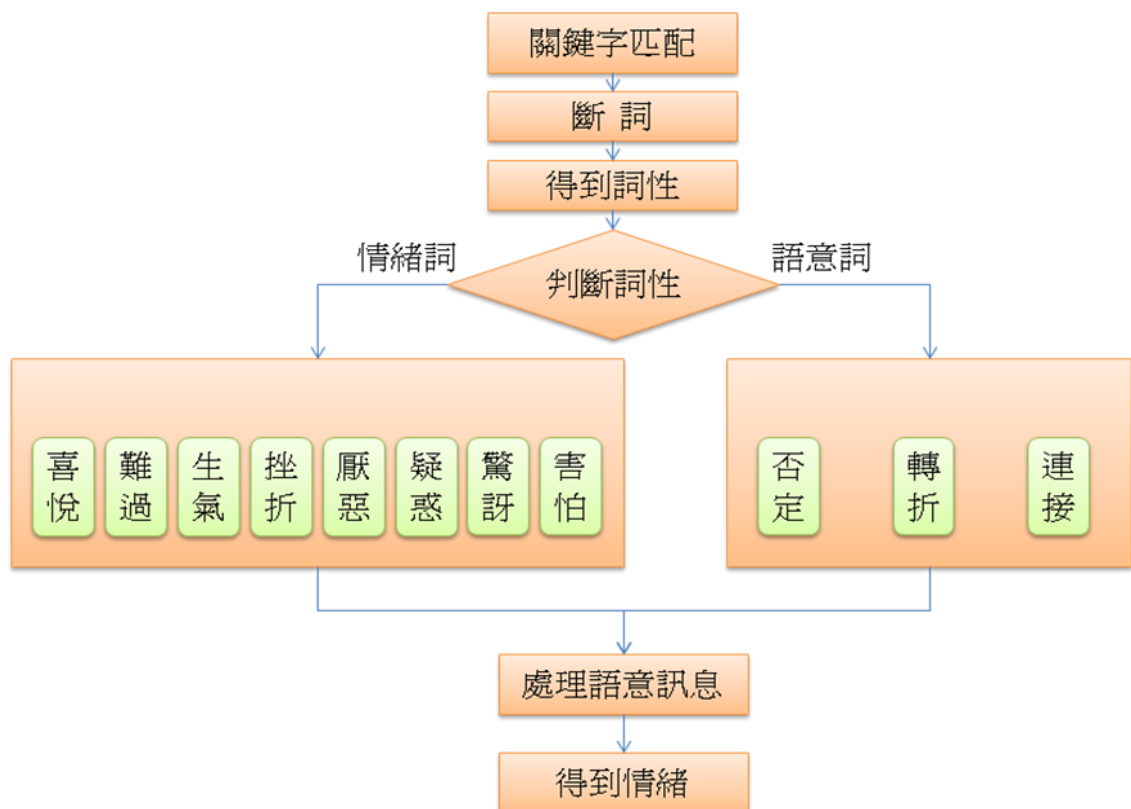 關鍵字匹配
斷 詞
得到詞性
情緒詞
語意詞
判斷詞性
喜悅
難過
生氣
挫折
厭惡
疑惑
驚訝
害怕
否定
轉折
連接
處理語意訊息
得到情緒